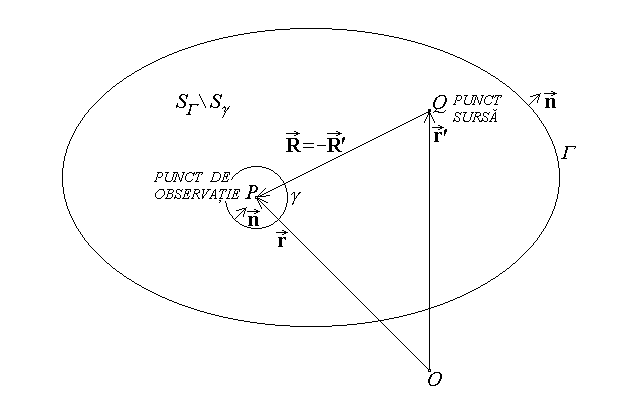 S_Γ\S_γ
Q PUNCT
SURSĂ
n⃗
r⃗'
R⃗=-R⃗'
Γ
PUNCT DE
OBSERVAȚIE P
γ
n⃗
r⃗
O